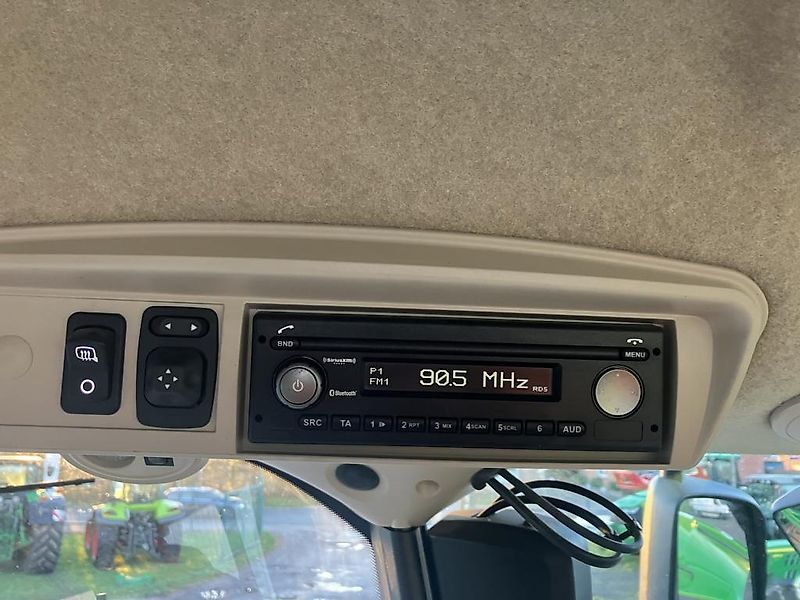 BND
((SiriusXM))
Bluetooth
P1
FM1
90.5 MHz
RDS
MENU
SRC
TA
1
2 RPT
3 MIX
4 SCAN
5 SCRL
6
AUD